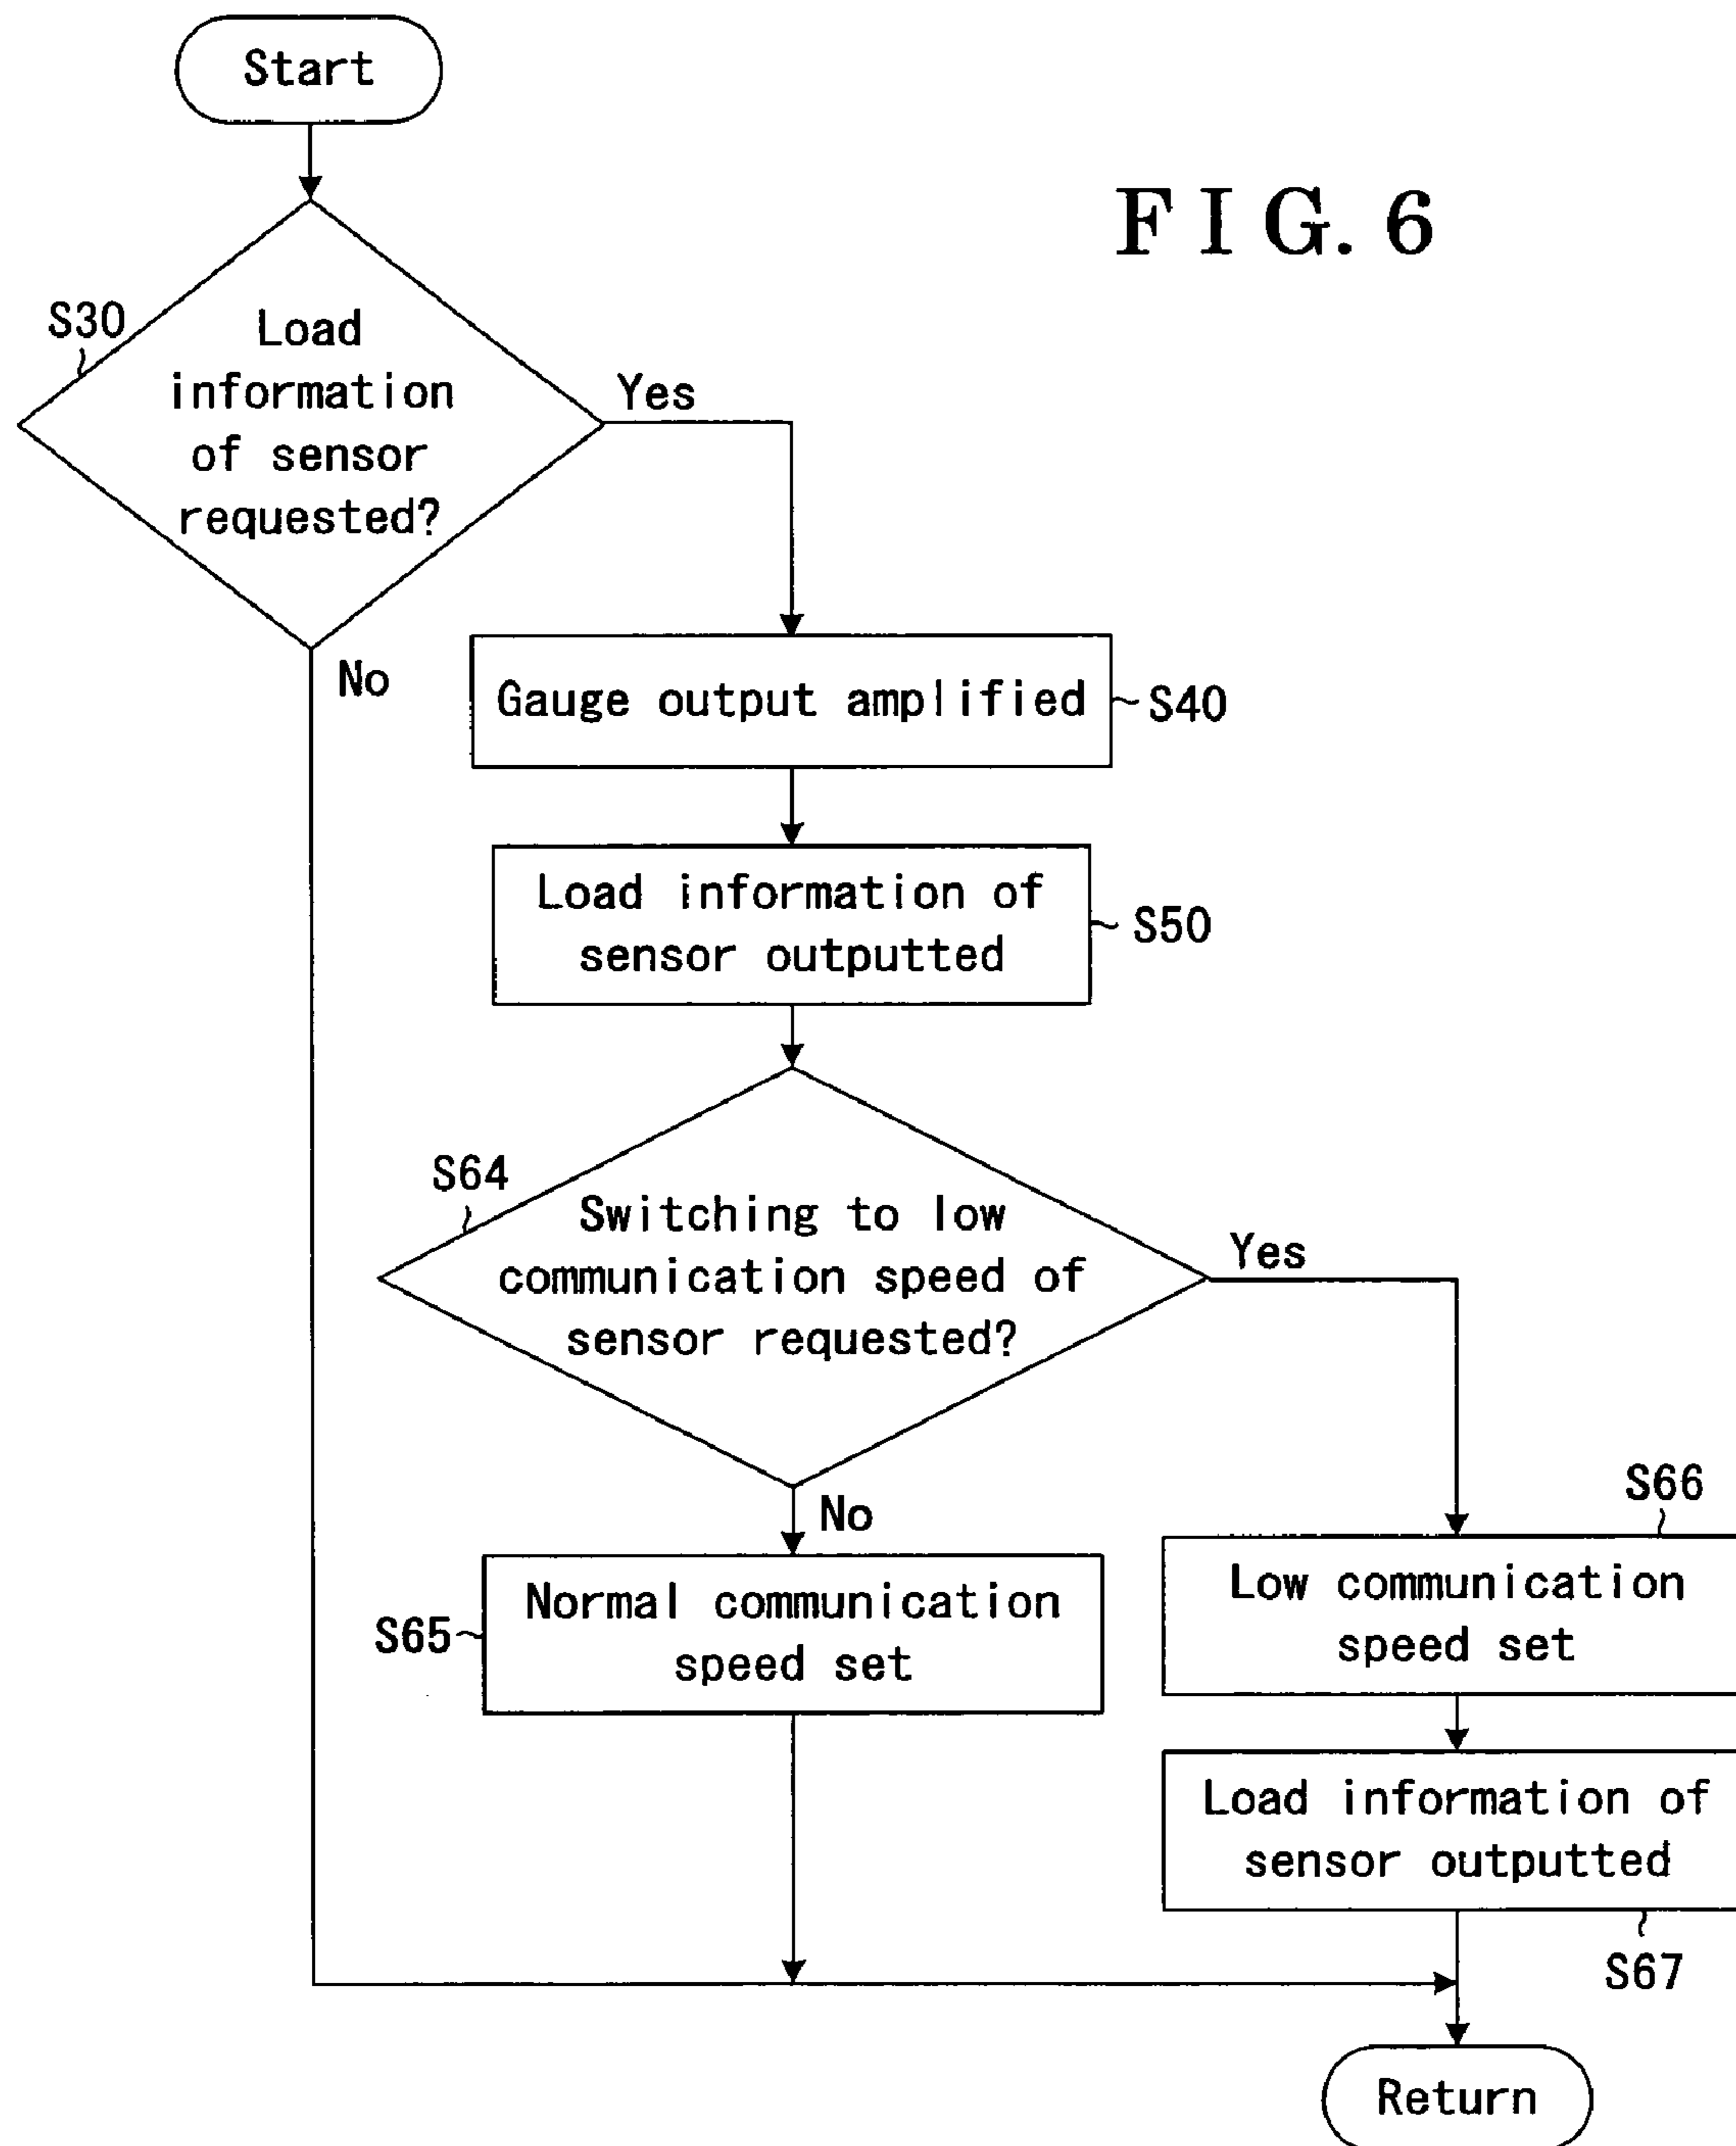 Start
FIG. 6
S30
Load
information
of sensor
requested?
Yes
No
Gauge output amplified
S40
Load information of
sensor outputted
S50
S64
Switching to low
communication speed of
sensor requested?
Yes
No
S66
Low communication
speed set
S65
Normal communication
speed set
Load information of
sensor outputted
S67
Return